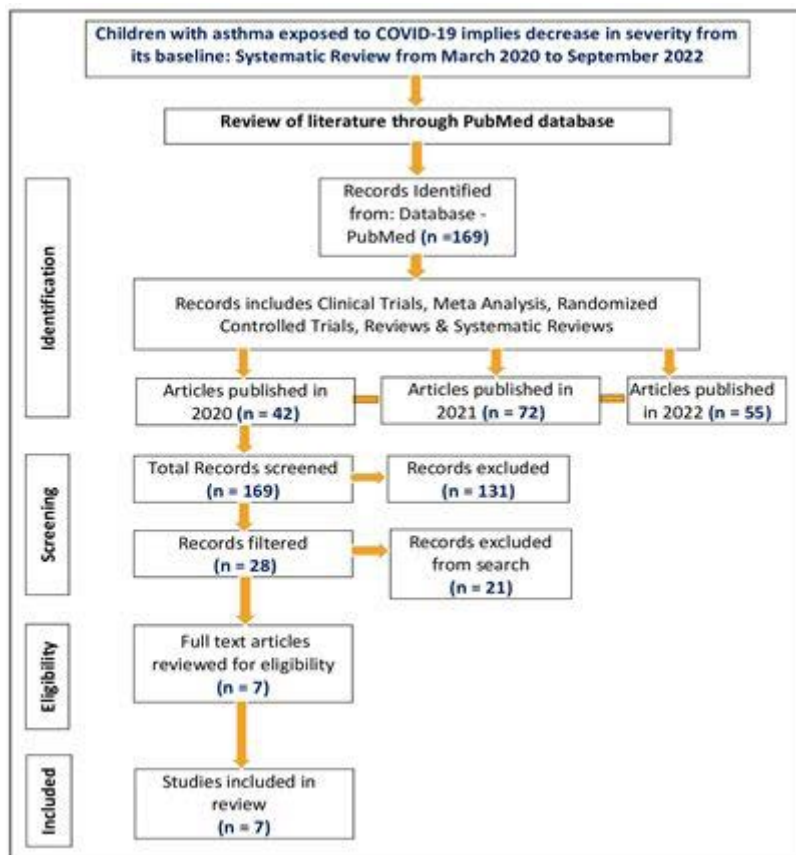 Children with asthma exposed to COVID-19 implies decrease in severity from
its baseline: Systematic Review from March 2020 to September 2022
Review of literature through PubMed database
Identification
Records Identified
from: Database -
PubMed (n =169)
Records includes Clinical Trials, Meta Analysis, Randomized
Controlled Trials, Reviews & Systematic Reviews
Articles published in
2020 (n = 42)
Articles published in
2021 (n = 72)
Articles published
in 2022 (n = 55)
Screening
Total Records screened
(n = 169)
Records excluded
(n = 131)
Records filtered
(n = 28)
Records excluded
from search
(n = 21)
Eligibility
Full text articles
reviewed for eligibility
(n = 7)
Included
Studies included in
review
(n = 7)